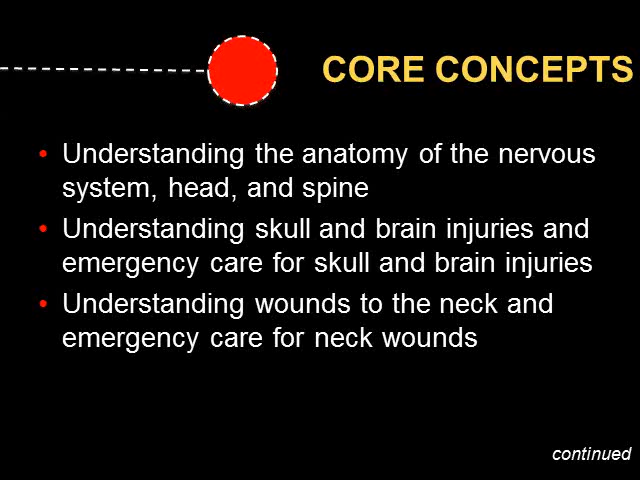 CORE CONCEPTS
• Understanding the anatomy of the nervous
system, head, and spine
• Understanding skull and brain injuries and
emergency care for skull and brain injuries
• Understanding wounds to the neck and
emergency care for neck wounds
continued